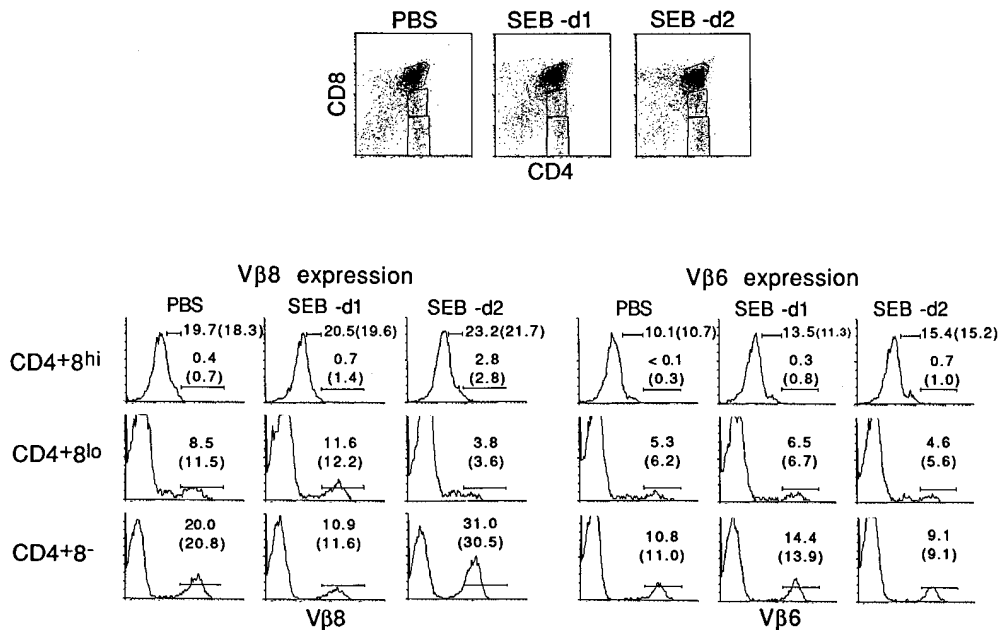 PBS SEB -d1 SEB -d2
CD8
CD4
Vβ8 expression Vβ6 expression
PBS SEB -d1 SEB -d2 PBS SEB -d1 SEB -d2
CD4+8hi 19.7(18.3) 20.5(19.6) 23.2(21.7) 10.1(10.7) 13.5(11.3) 15.4(15.2)
0.4 0.7 2.8 <0.1 0.3 0.7
(0.7) (1.4) (2.8) (0.3) (0.8) (1.0)
CD4+8lo 8.5 11.6 3.8 5.3 6.5 4.6
(11.5) (12.2) (3.6) (6.2) (6.7) (5.6)
CD4+8- 20.0 10.9 31.0 10.8 14.4 9.1
(20.8) (11.6) (30.5) (11.0) (13.9) (9.1)
Vβ8 Vβ6